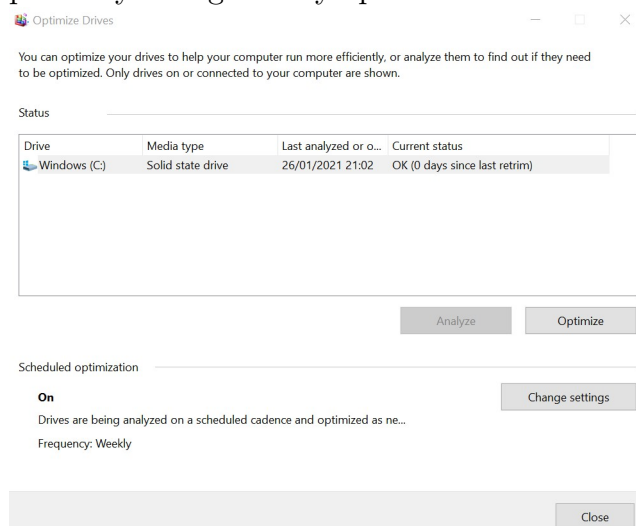 Optimize Drives
You can optimize your drives to help your computer run more efficiently, or analyze them to find out if they need
to be optimized. Only drives on or connected to your computer are shown.
Status
Drive Media type Last analyzed or o... Current status
Windows (C:) Solid state drive 26/01/2021 21:02 OK (0 days since last retrim)
Analyze Optimize
Scheduled optimization
On Change settings
Drives are being analyzed on a scheduled cadence and optimized as ne...
Frequency: Weekly
Close